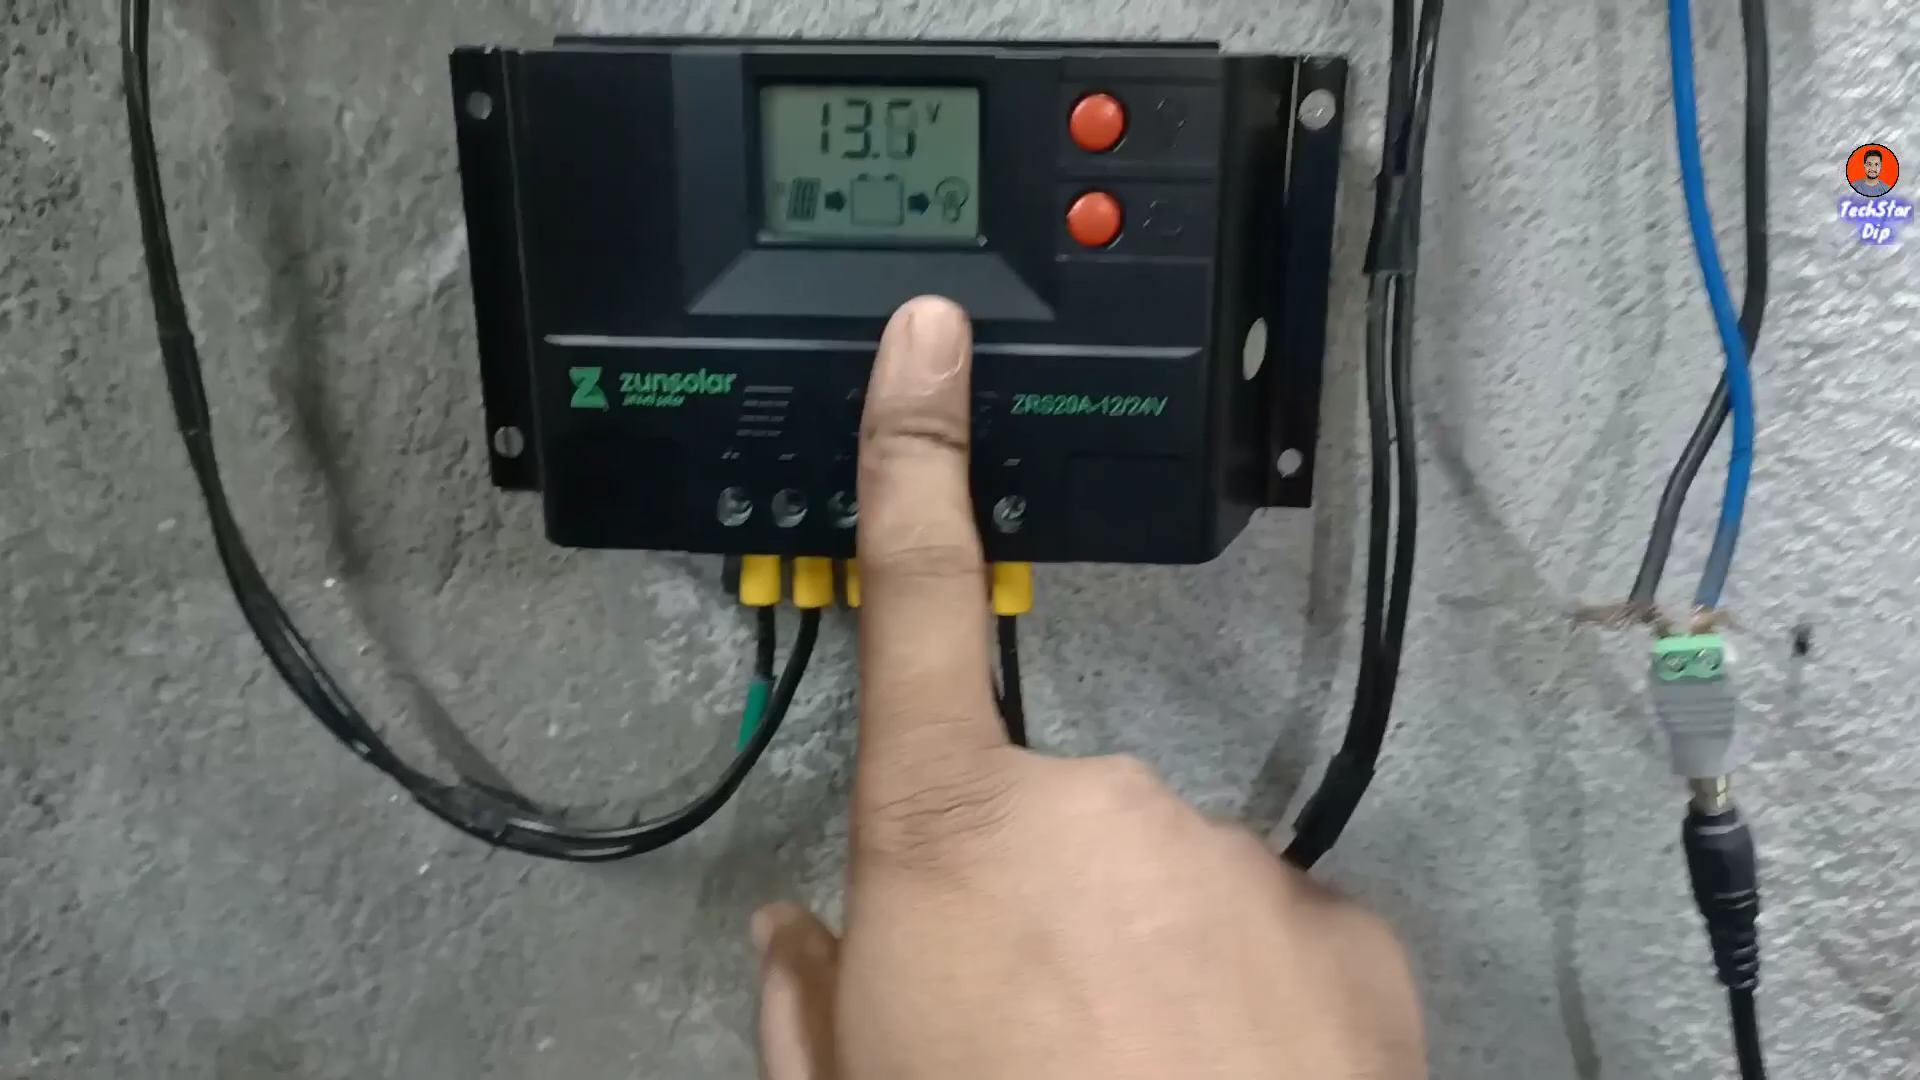 13.6 V
zunsolar
ZRS20A-12/24V
TechStar
Dip